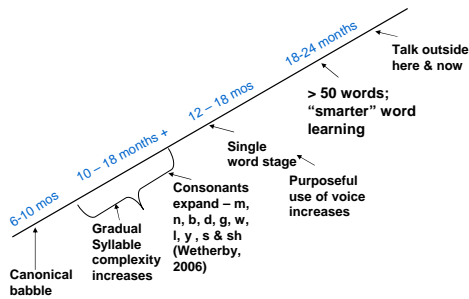 6-10 mos
10 – 18 months +
12 – 18 mos
18-24 months
Canonical
babble
Gradual
Syllable
complexity
increases
Consonants
expand – m,
n, b, d, g, w,
l, y , s & sh
(Wetherby,
2006)
Single
word stage
Purposeful
use of voice
increases
> 50 words;
“smarter” word
learning
Talk outside
here & now